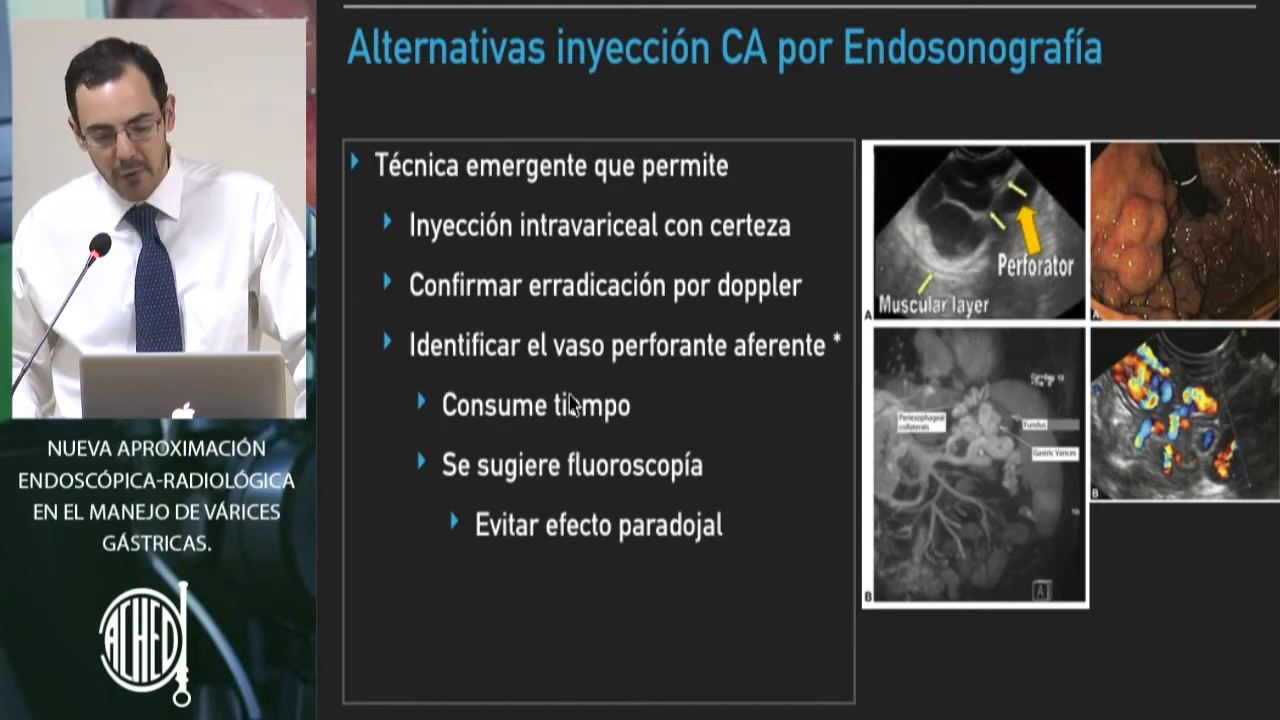 Alternativas inyección CA por Endosonografía
Técnica emergente que permite
Inyección intravariceal con certeza
Confirmar erradicación por doppler
Identificar el vaso perforante aferente *
Consume tiempo
Se sugiere fluoroscopía
Evitar efecto paradojal
Perforator
Muscular layer
A
A
Periesophageal
collaterals
Fundus
Gastric Varices
A
B
B
NUEVA APROXIMACIÓN
ENDOSCÓPICA-RADIOLÓGICA
EN EL MANEJO DE VÁRICES
GÁSTRICAS.
ACHED